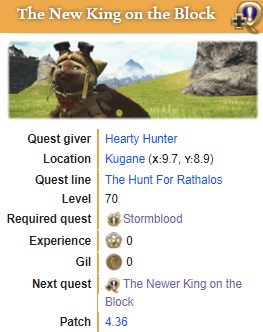 The New King on the Block
Quest giver Hearty Hunter
Location Kugane (X:9.7, Y:8.9)
Quest line The Hunt For Rathalos
Level 70
Required quest Stormblood
Experience 0
Gil 0
Next quest The Newer King on the
Block
Patch 4.36